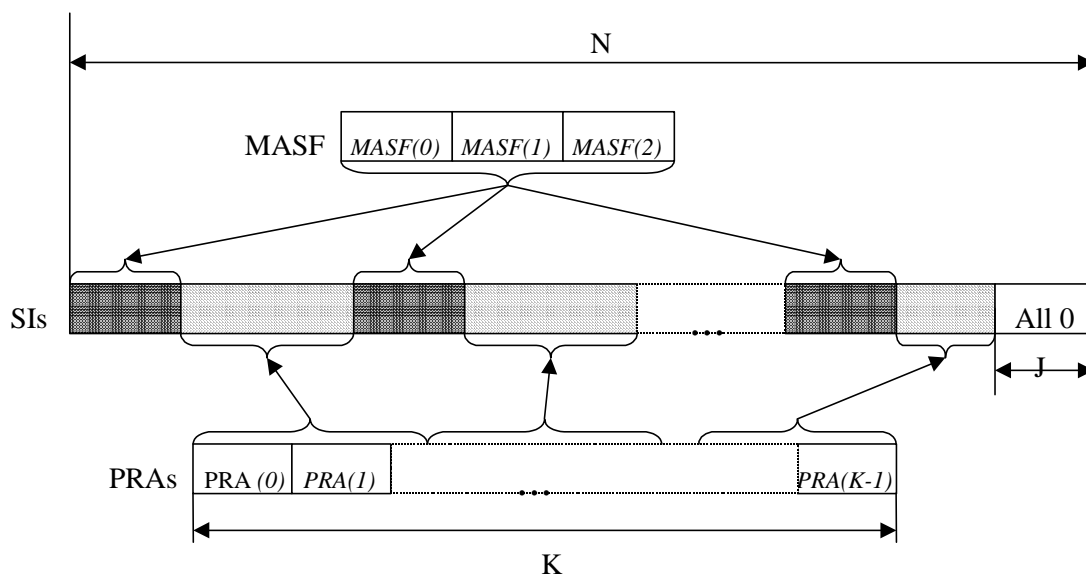 N
MASF
MASF(0) MASF(1) MASF(2)
SIs
...
All 0
J
PRAs
PRA (0) PRA(1) ... PRA(K-1)
K